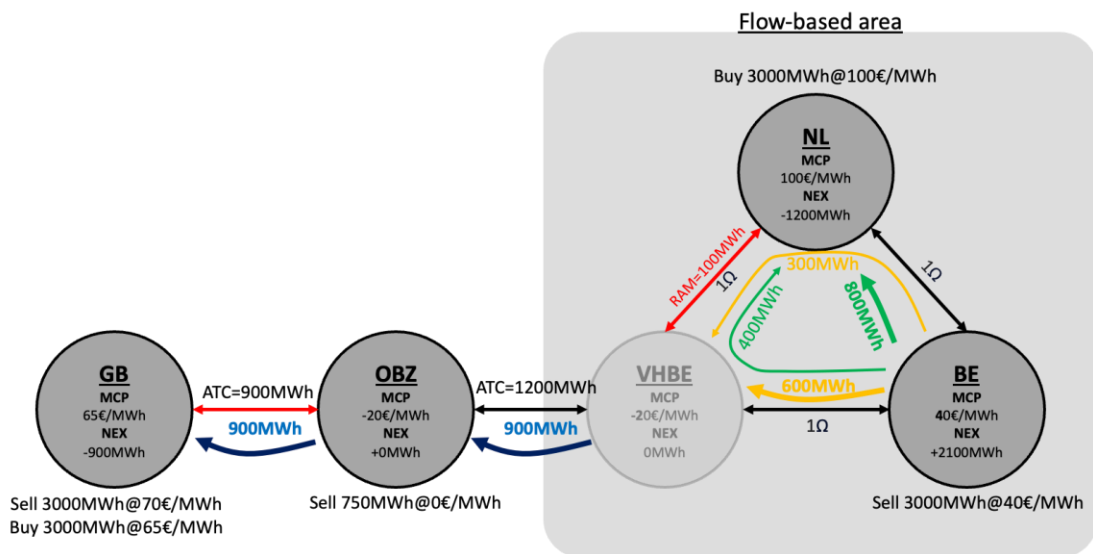 Flow-based area
Buy 3000MWh@100€/MWh
NL
MCP
100€/MWh
NEX
-1200MWh
RAM=100MWh
1Ω
1Ω
300MWh
400MWh
800MWh
GB
MCP
65€/MWh
NEX
-900MWh
ATC=900MWh
900MWh
OBZ
MCP
-20€/MWh
NEX
+0MWh
ATC=1200MWh
900MWh
VHBE
MCP
-20€/MWh
NEX
0MWh
600MWh
1Ω
BE
MCP
40€/MWh
NEX
+2100MWh
Sell 3000MWh@70€/MWh
Buy 3000MWh@65€/MWh
Sell 750MWh@0€/MWh
Sell 3000MWh@40€/MWh